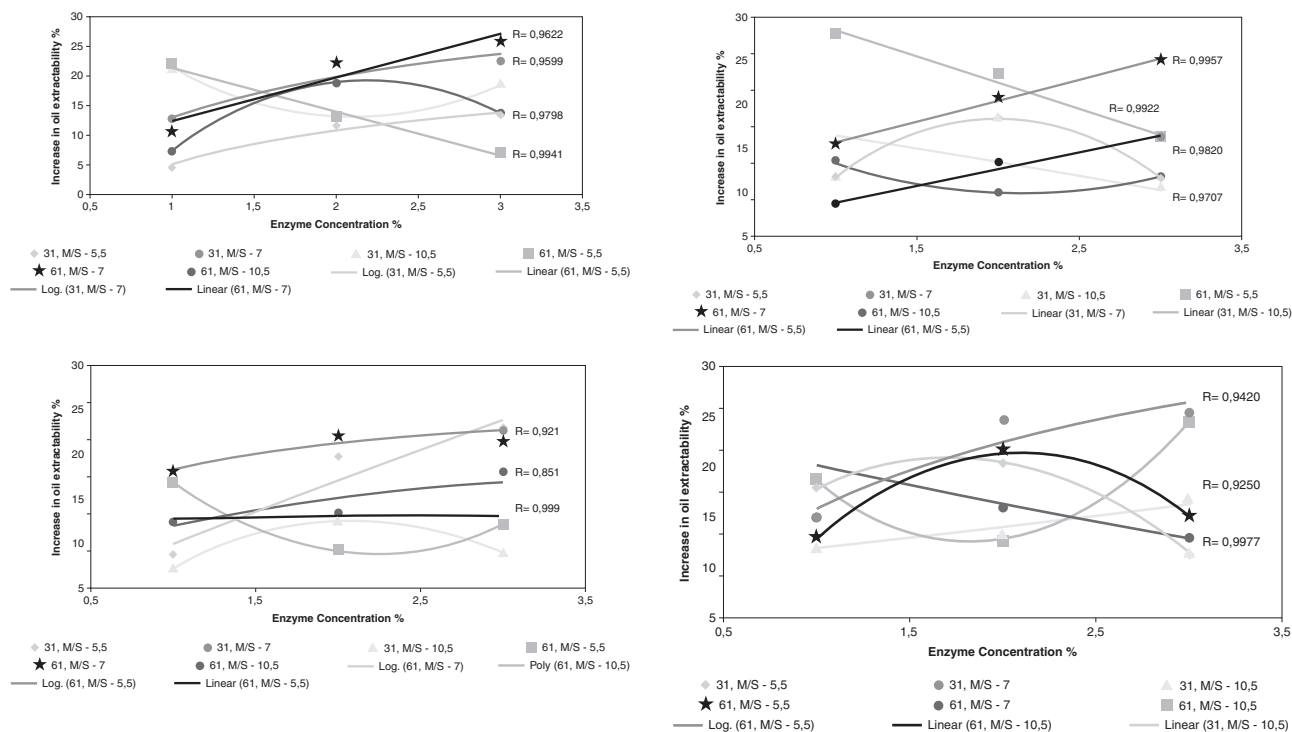 Increase in oil extractability %
30
25
20
15
10
5
0
0,5
1
1,5
2
2,5
3
3,5
Enzyme Concentration %
R= 0,9622
R= 0,9599
R= 0,9798
R= 0,9941
31, M/S - 5,5
31, M/S - 7
31, M/S - 10,5
61, M/S - 5,5
61, M/S - 7
61, M/S - 10,5
Log. (31, M/S - 5,5)
Linear (61, M/S - 5,5)
Log. (31, M/S - 7)
Linear (61, M/S - 7)
Increase in oil extractability %
30
25
20
15
10
5
0,5
1,5
2,5
3,5
Enzyme Concentration %
R= 0,9957
R= 0,9922
R= 0,9820
R= 0,9707
31, M/S - 5,5
31, M/S - 7
31, M/S - 10,5
61, M/S - 5,5
61, M/S - 7
61, M/S - 10,5
Linear (31, M/S - 7)
Linear (31, M/S - 10,5)
Linear (61, M/S - 5,5)
Linear (61, M/S - 5,5)
Increase in oil extractability %
30
25
20
15
10
5
0,5
1,5
2,5
3,5
Enzyme Concentration %
R= 0,921
R= 0,851
R= 0,999
31, M/S - 5,5
31, M/S - 7
31, M/S - 10,5
61, M/S - 5,5
61, M/S - 7
61, M/S - 10,5
Log. (61, M/S - 7)
Poly (61, M/S - 10,5)
Log. (61, M/S - 5,5)
Linear (61, M/S - 5,5)
Increase in oil extractability %
30
25
20
15
10
5
0,5
1,5
2,5
3,5
Enzyme Concentration %
R= 0,9420
R= 0,9250
R= 0,9977
31, M/S - 5,5
31, M/S - 7
31, M/S - 10,5
61, M/S - 5,5
61, M/S - 7
61, M/S - 10,5
Log. (61, M/S - 5,5)
Linear (61, M/S - 10,5)
Linear (31, M/S - 10,5)